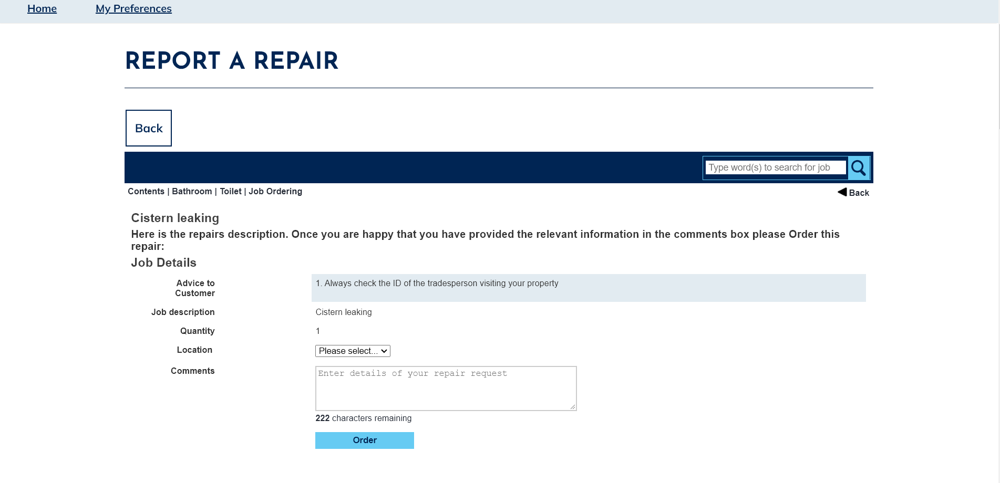 Home My Preferences
REPORT A REPAIR
Back
Type word(s) to search for job
Contents | Bathroom | Toilet | Job Ordering
Back
Cistern leaking
Here is the repairs description. Once you are happy that you have provided the relevant information in the comments box please Order this
repair:
Job Details
Advice to
Customer
1. Always check the ID of the tradesperson visiting your property
Job description Cistern leaking
Quantity 1
Location Please select...
Comments Enter details of your repair request
222 characters remaining
Order